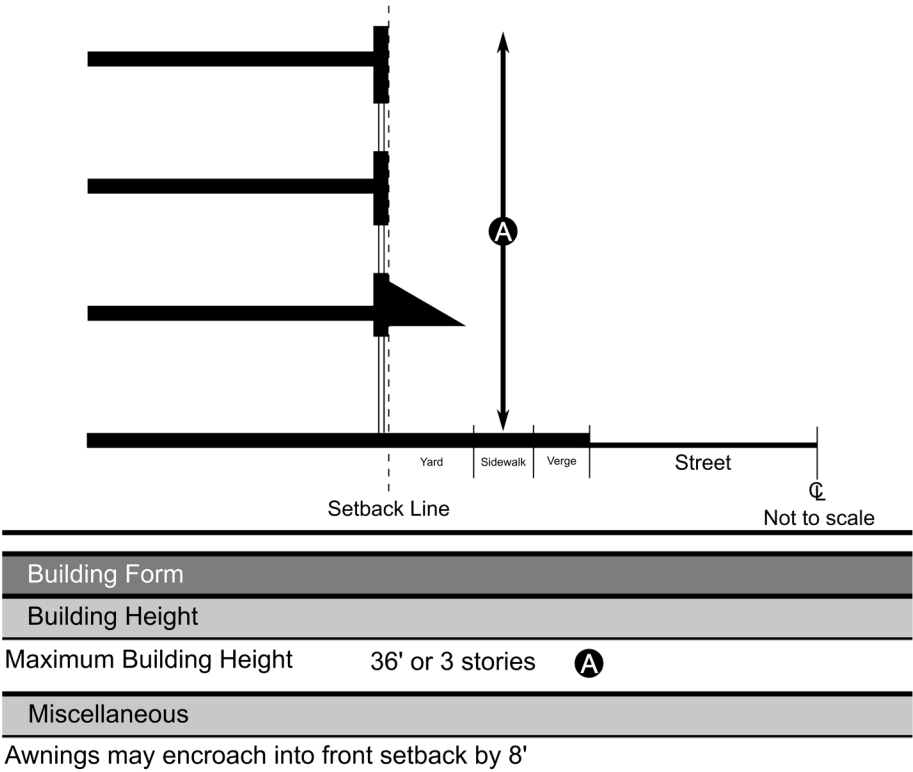 A
Yard Sidewalk Verge Street
Setback Line
℄
Not to scale
Building Form
Building Height
Maximum Building Height 36' or 3 stories A
Miscellaneous
Awnings may encroach into front setback by 8'